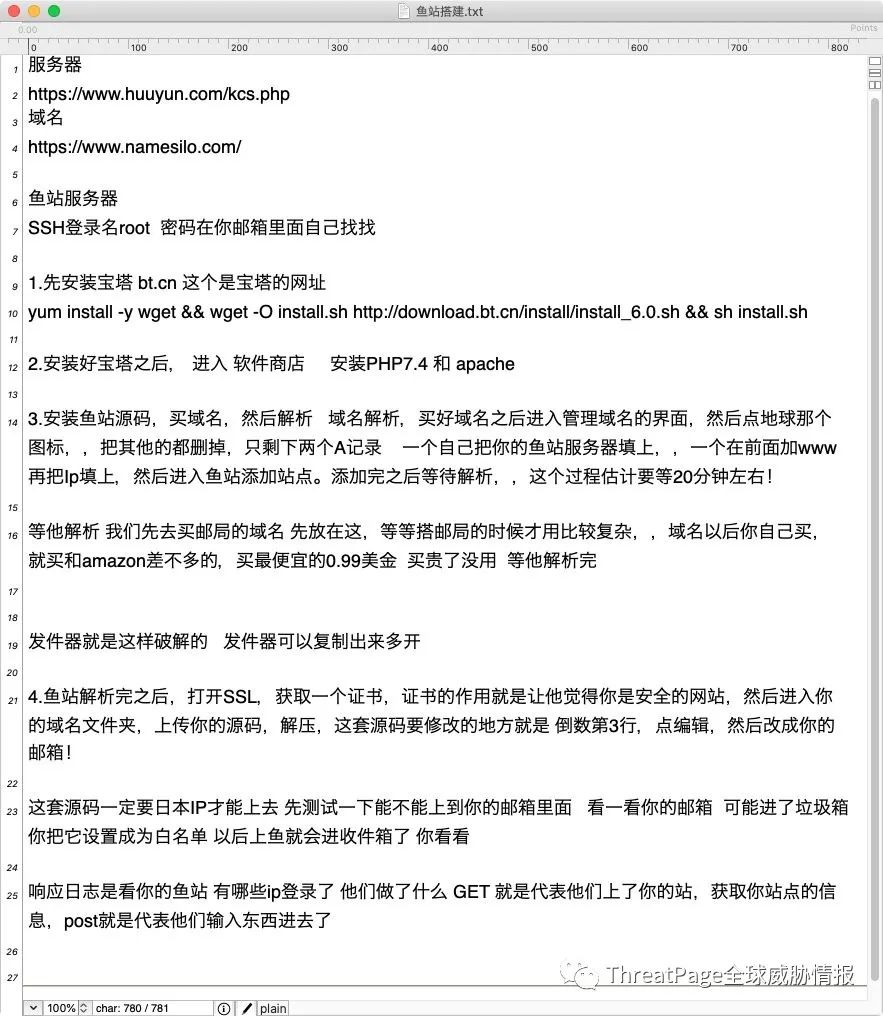 鱼站搭建.txt
0.00
Points
0 100 200 300 400 500 600 700 800
1 服务器
2 https://www.huuyun.com/kcs.php
3 域名
4 https://www.namesilo.com/
5
6 鱼站服务器
7 SSH登录名root 密码在你邮箱里面自己找找
8
9 1.先安装宝塔 bt.cn 这个是宝塔的网址
10 yum install -y wget && wget -O install.sh http://download.bt.cn/install/install_6.0.sh && sh install.sh
11
12 2.安装好宝塔之后， 进入 软件商店 安装PHP7.4 和 apache
13
14 3.安装鱼站源码，买域名，然后解析 域名解析，买好域名之后进入管理域名的界面，然后点地球那个
图标，，把其他的都删掉，只剩下两个A记录 一个自己把你的鱼站服务器填上，，一个在前面加www
再把Ip填上，然后进入鱼站添加站点。添加完之后等待解析，，这个过程估计要等20分钟左右！
15
16 等他解析 我们先去买邮局的域名 先放在这，等等搭邮局的时候才用比较复杂，，域名以后你自己买，
就买和amazon差不多的，买最便宜的0.99美金 买贵了没用 等他解析完
17
18
19 发件器就是这样破解的 发件器可以复制出来多开
20
21 4.鱼站解析完之后，打开SSL，获取一个证书，证书的作用就是让他觉得你是安全的网站，然后进入你
的域名文件夹，上传你的源码，解压，这套源码要修改的地方就是 倒数第3行，点编辑，然后改成你的
邮箱！
22
23 这套源码一定要日本IP才能上去 先测试一下能不能上到你的邮箱里面 看一看你的邮箱 可能进了垃圾箱
你把它设置成为白名单 以后上鱼就会进收件箱了 你看看
24
25 响应日志是看你的鱼站 有哪些ip登录了 他们做了什么 GET 就是代表他们上了你的站，获取你站点的信
息，post就是代表他们输入东西进去了
26
27
ThreatPage全球威胁情报
100% char: 780 / 781 plain